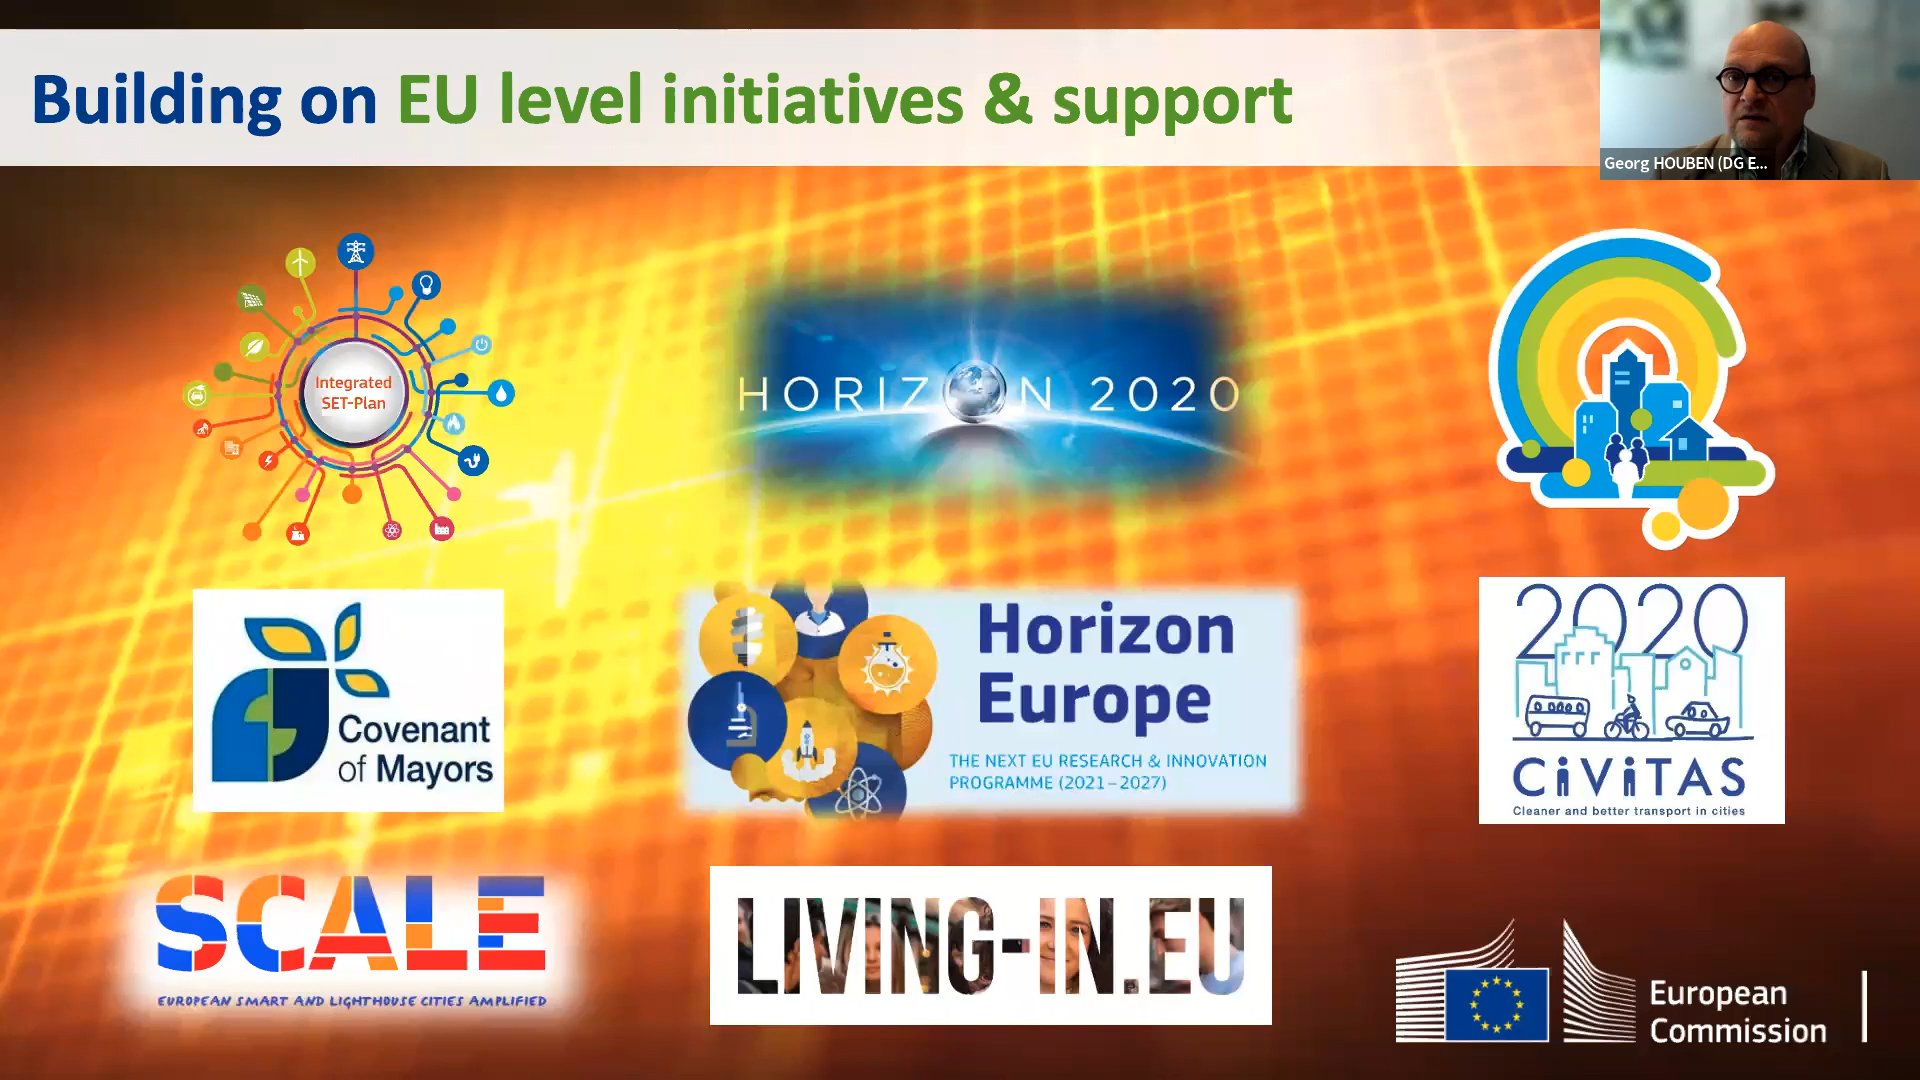 Building on EU level initiatives & support
Georg HOUBEN (DG E...
Integrated
SET-Plan
HORIZON 2020
Covenant
of Mayors
Horizon
Europe
THE NEXT EU RESEARCH & INNOVATION
PROGRAMME (2021–2027)
2020
CiViTAS
Cleaner and better transport in cities
SCALE
EUROPEAN SMART AND LIGHTHOUSE CITIES AMPLIFIED
LIVING-IN.EU
European
Commission